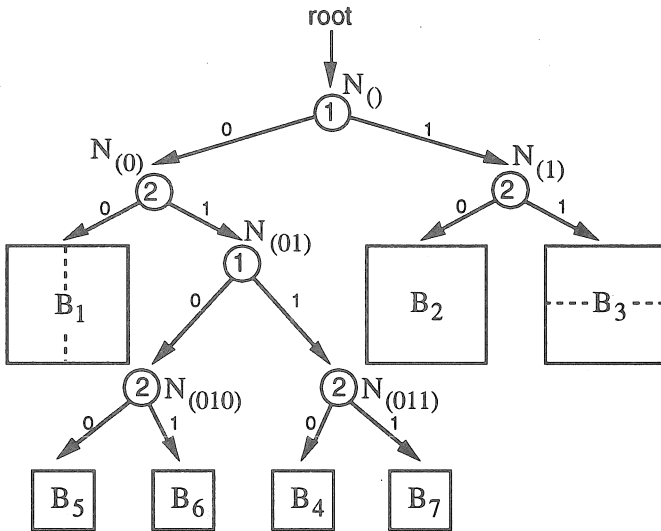 root
N()
1
0 1
N(0) N(1)
2 2
0 1 0 1
N(01)
1
B1 B2 B3
0 1
2 N(010) 2 N(011)
0 1 0 1
B5 B6 B4 B7